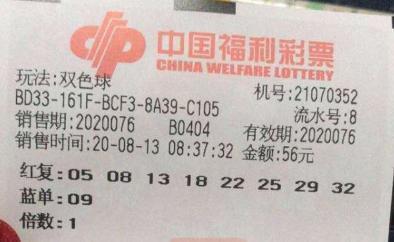 中国福利彩票
CHINA WELFARE LOTTERY
玩法:双色球 机号:21070352
BD33-161F-BCF3-8A39-C105 流水号:8
销售期:2020076 B0404 有效期:2020076
销售时间:20-08-13 08:37:32 金额:56元
红复:05 08 13 18 22 25 29 32
蓝单:09
倍数:1